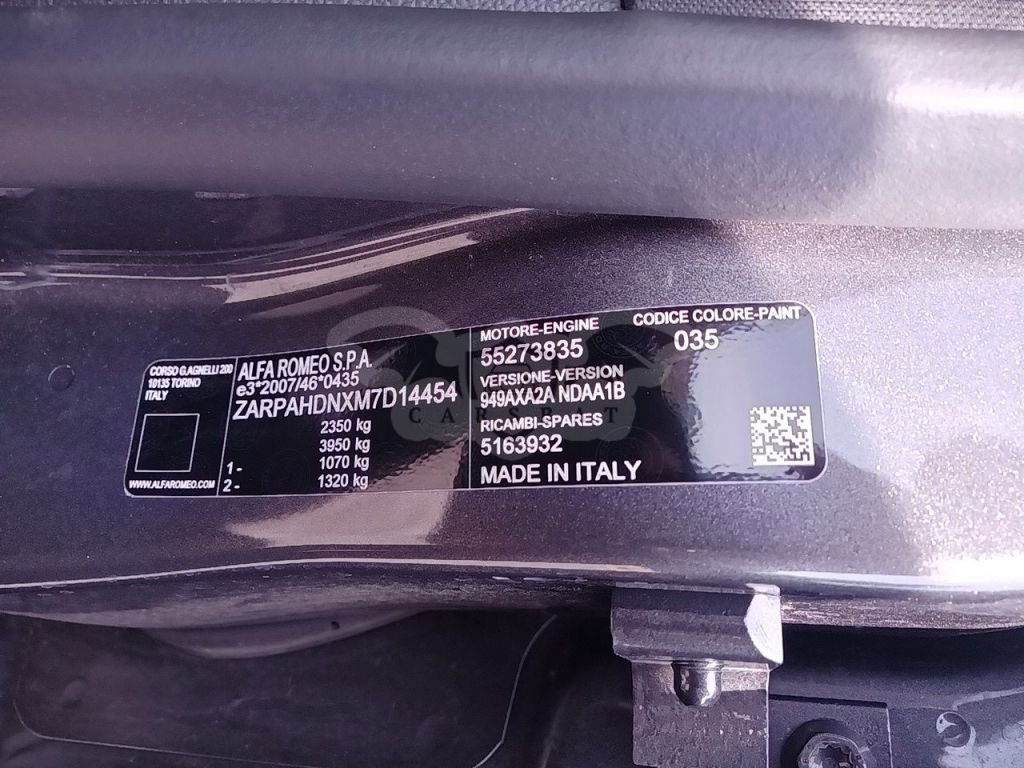 CORSO G.AGNELLI 200
10135 TORINO
ITALY
WWW.ALFAROMEO.COM
ALFA ROMEO S.P.A.
e3*2007/46*0435
ZARPAHDNXM7D14454
2350 kg
3950 kg
1- 1070 kg
2- 1320 kg
MOTORE-ENGINE
55273835
VERSIONE-VERSION
949AXA2A NDAA1B
RICAMBI-SPARES
5163932
MADE IN ITALY
CODICE COLORE-PAINT
035
CARSBAT